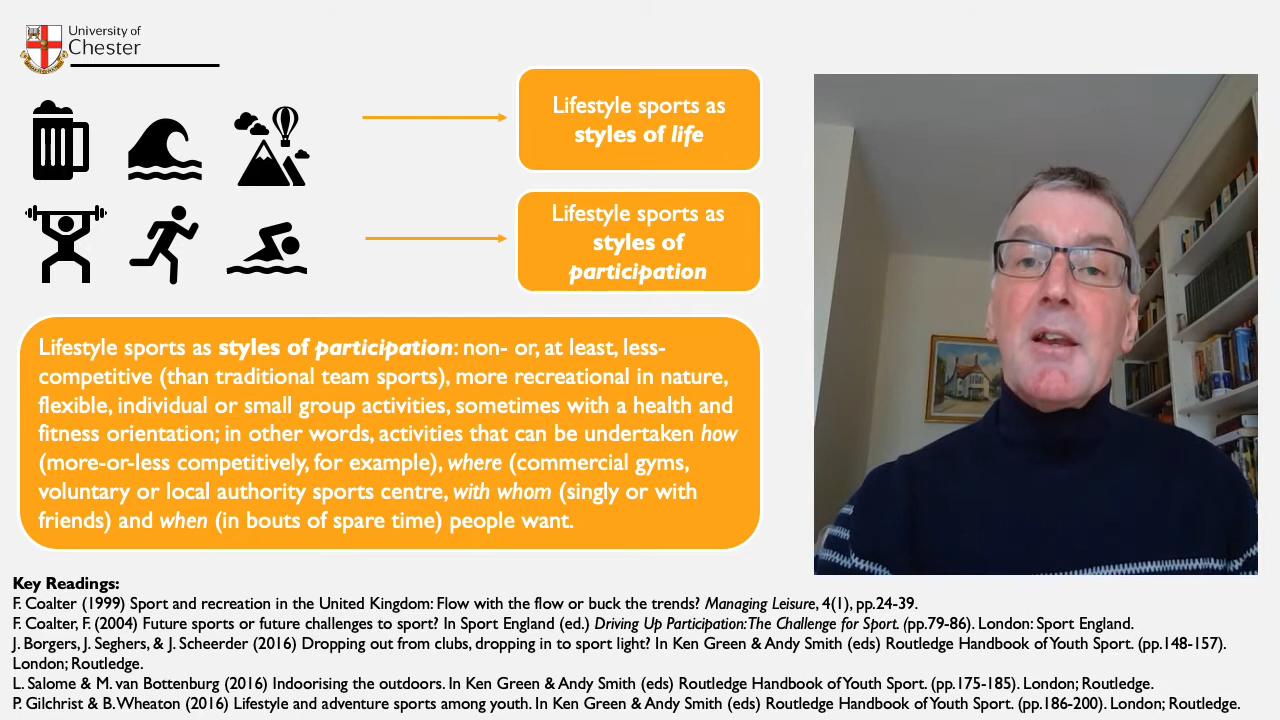 University of
Chester
Lifestyle sports as
styles of life
Lifestyle sports as
styles of
participation
Lifestyle sports as styles of participation: non- or, at least, less-
competitive (than traditional team sports), more recreational in nature,
flexible, individual or small group activities, sometimes with a health and
fitness orientation; in other words, activities that can be undertaken how
(more-or-less competitively, for example), where (commercial gyms,
voluntary or local authority sports centre, with whom (singly or with
friends) and when (in bouts of spare time) people want.
Key Readings:
F. Coalter (1999) Sport and recreation in the United Kingdom: Flow with the flow or buck the trends? Managing Leisure, 4(1), pp.24-39.
F. Coalter, F. (2004) Future sports or future challenges to sport? In Sport England (ed.) Driving Up Participation: The Challenge for Sport. (pp.79-86). London: Sport England.
J. Borgers, J. Seghers, & J. Scheerder (2016) Dropping out from clubs, dropping in to sport light? In Ken Green & Andy Smith (eds) Routledge Handbook of Youth Sport. (pp.148-157).
London; Routledge.
L. Salome & M. van Bottenburg (2016) Indoorising the outdoors. In Ken Green & Andy Smith (eds) Routledge Handbook of Youth Sport. (pp.175-185). London; Routledge.
P. Gilchrist & B. Wheaton (2016) Lifestyle and adventure sports among youth. In Ken Green & Andy Smith (eds) Routledge Handbook of Youth Sport. (pp.186-200). London; Routledge.